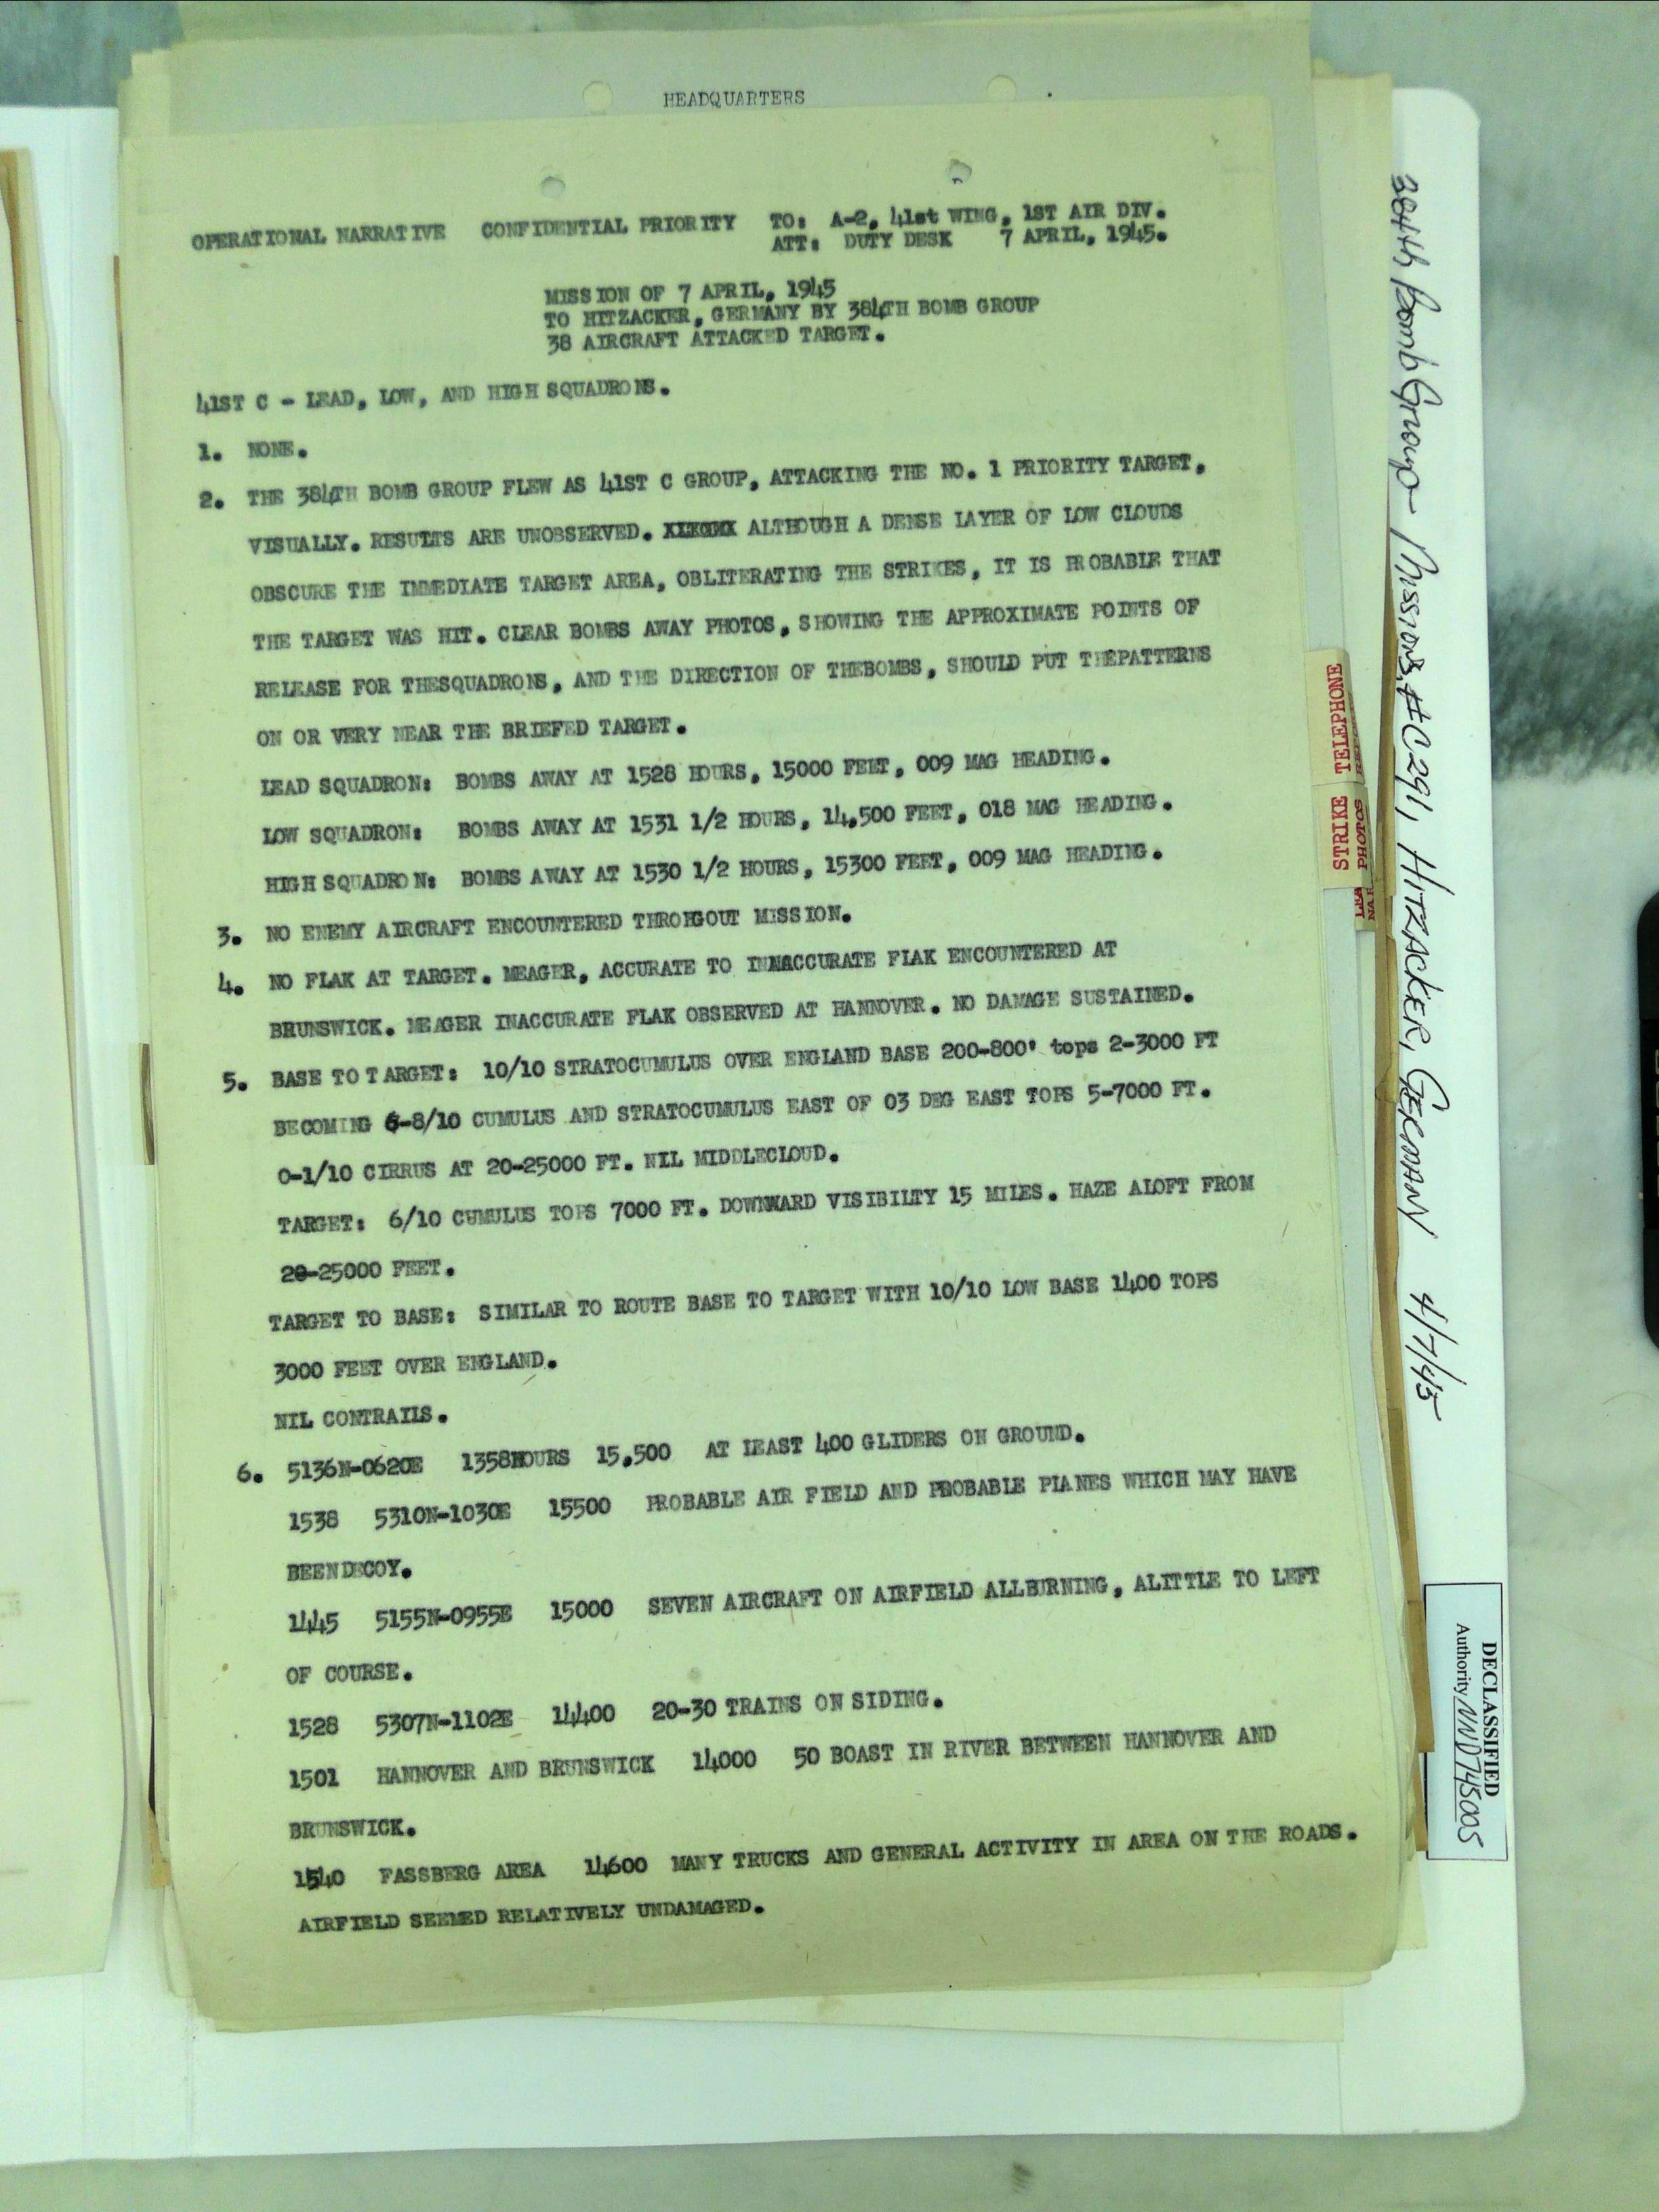 HEADQUARTERS
OPERATIONAL NARRATIVE CONFIDENTIAL PRIORITY TO: A-2, 41st WING, 1ST AIR DIV.
ATT: DUTY DESK 7 APRIL, 1945.
MISSION OF 7 APRIL, 1945
TO HITZACKER, GERMANY BY 384TH BOMB GROUP
38 AIRCRAFT ATTACKED TARGET.
41ST C - LEAD, LOW, AND HIGH SQUADRONS.
1. NONE.
2. THE 384TH BOMB GROUP FLEW AS 41ST C GROUP, ATTACKING THE NO. 1 PRIORITY TARGET,
VISUALLY. RESULTS ARE UNOBSERVED. ALTHOUGH A DENSE LAYER OF LOW CLOUDS
OBSCURE THE IMMEDIATE TARGET AREA, OBLITERATING THE STRIKES, IT IS PROBABLE THAT
THE TARGET WAS HIT. CLEAR BOMBS AWAY PHOTOS, SHOWING THE APPROXIMATE POINTS OF
RELEASE FOR THESQUADRONS, AND THE DIRECTION OF THEBOMBS, SHOULD PUT THEPATTERNS
ON OR VERY NEAR THE BRIEFED TARGET.
LEAD SQUADRON: BOMBS AWAY AT 1528 HOURS, 15000 FEET, 009 MAG HEADING.
LOW SQUADRON: BOMBS AWAY AT 1531 1/2 HOURS, 14,500 FEET, 018 MAG HEADING.
HIGH SQUADRON: BOMBS AWAY AT 1530 1/2 HOURS, 15300 FEET, 009 MAG HEADING.
3. NO ENEMY AIRCRAFT ENCOUNTERED THROHGOUT MISSION.
4. NO FLAK AT TARGET. MEAGER, ACCURATE TO INNACCURATE FLAK ENCOUNTERED AT
BRUNSWICK. MEAGER INACCURATE FLAK OBSERVED AT HANNOVER. NO DAMAGE SUSTAINED.
5. BASE TO TARGET: 10/10 STRATOCUMULUS OVER ENGLAND BASE 200-800' tops 2-3000 FT
BECOMING 6-8/10 CUMULUS AND STRATOCUMULUS EAST OF 03 DEG EAST TOPS 5-7000 FT.
0-1/10 CIRRUS AT 20-25000 FT. NIL MIDDLECLOUD.
TARGET: 6/10 CUMULUS TOPS 7000 FT. DOWNWARD VISIBILTY 15 MILES. HAZE ALOFT FROM
20-25000 FEET.
TARGET TO BASE: SIMILAR TO ROUTE BASE TO TARGET WITH 10/10 LOW BASE 1400 TOPS
3000 FEET OVER ENGLAND.
NIL CONTRAILS.
6. 5136N-0620E 1358HOURS 15,500 AT LEAST 400 GLIDERS ON GROUND.
1538 5310N-1030E 15500 PROBABLE AIR FIELD AND PROBABLE PLANES WHICH MAY HAVE
BEENDECOY.
1445 5155N-0955E 15000 SEVEN AIRCRAFT ON AIRFIELD ALLBURNING, ALITTLE TO LEFT
OF COURSE.
1528 5307N-1102E 14400 20-30 TRAINS ON SIDING.
1501 HANNOVER AND BRUNSWICK 14000 50 BOAST IN RIVER BETWEEN HANNOVER AND
BRUNSWICK.
1540 FASSBERG AREA 14600 MANY TRUCKS AND GENERAL ACTIVITY IN AREA ON THE ROADS.
AIRFIELD SEEMED RELATIVELY UNDAMAGED.
TELEPHONE
STRIKE
PHOTOS
384th Bomb Group Missions #C-291, HITZACKER, GERMANY 4/7/45
DECLASSIFIED
Authority NND 745005